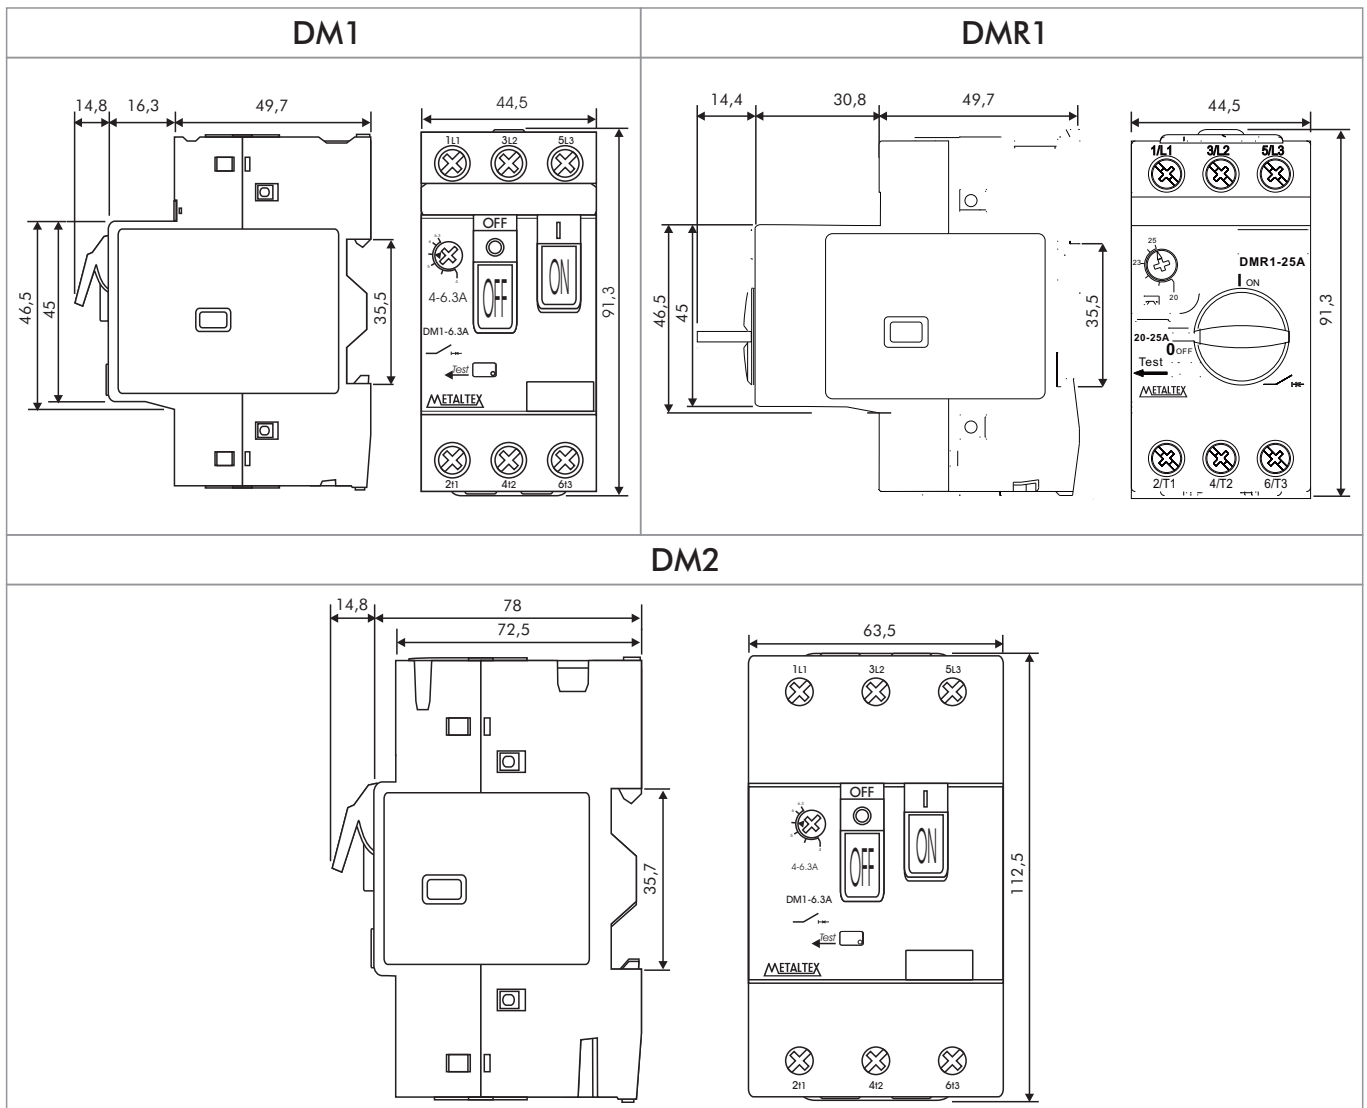 DM1
DMR1
14,8 16,3 49,7
44,5
1L1 3L2 5L3
OFF
I
OFF
ON
4-6.3A
DM1-6.3A
Test
METALTEX
2t1 4t2 6t3
46,5
45
35,5
91,3
14,4 30,8 49,7
44,5
1/L1 3/L2 5/L3
25
23
20
DMR1-25A
I ON
20-25A
0 OFF
Test
METALTEX
2/T1 4/T2 6/T3
46,5
45
35,5
91,3
DM2
14,8 78
72,5
63,5
1L1 3L2 5L3
OFF
I
OFF
ON
4-6.3A
DM1-6.3A
Test
METALTEX
2t1 4t2 6t3
35,7
112,5